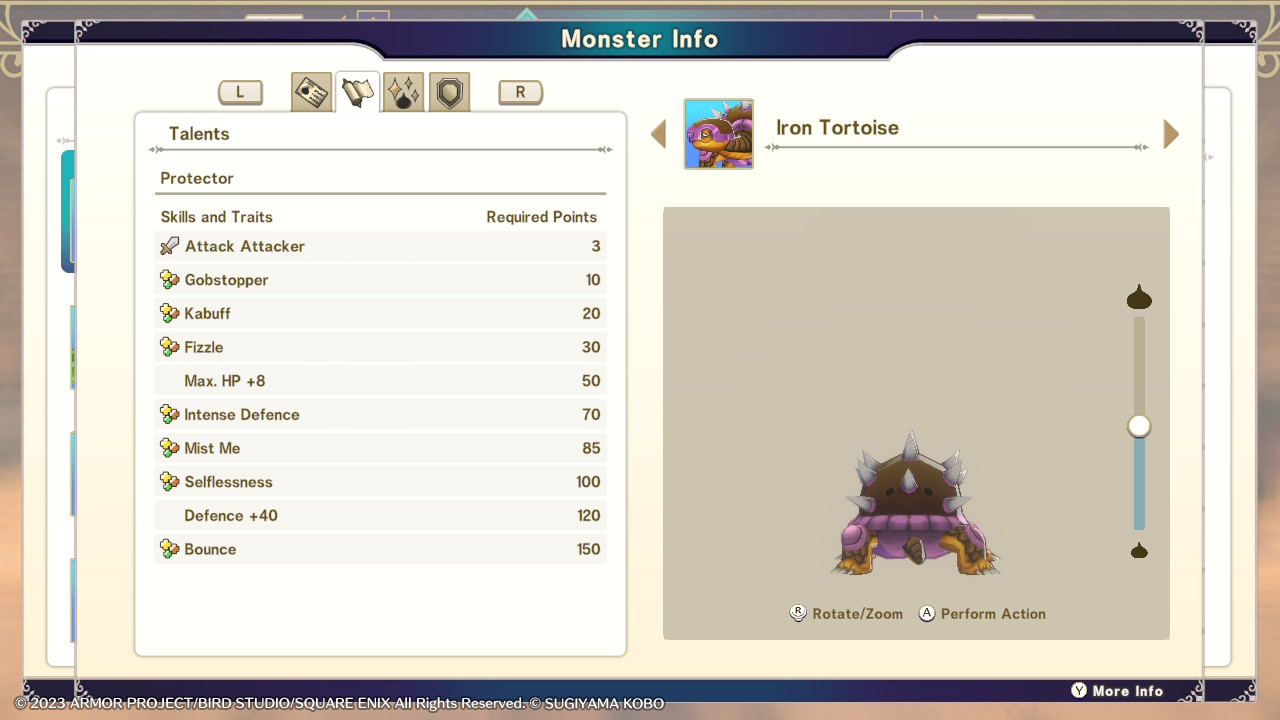 Monster Info
L
R
Talents
Iron Tortoise
Protector
Skills and Traits Required Points
Attack Attacker 3
Gobstopper 10
Kabuff 20
Fizzle 30
Max. HP +8 50
Intense Defence 70
Mist Me 85
Selflessness 100
Defence +40 120
Bounce 150
R Rotate/Zoom A Perform Action
Y More Info
© 2023 ARMOR PROJECT/BIRD STUDIO/SQUARE ENIX All Rights Reserved. © SUGIYAMA KOBO